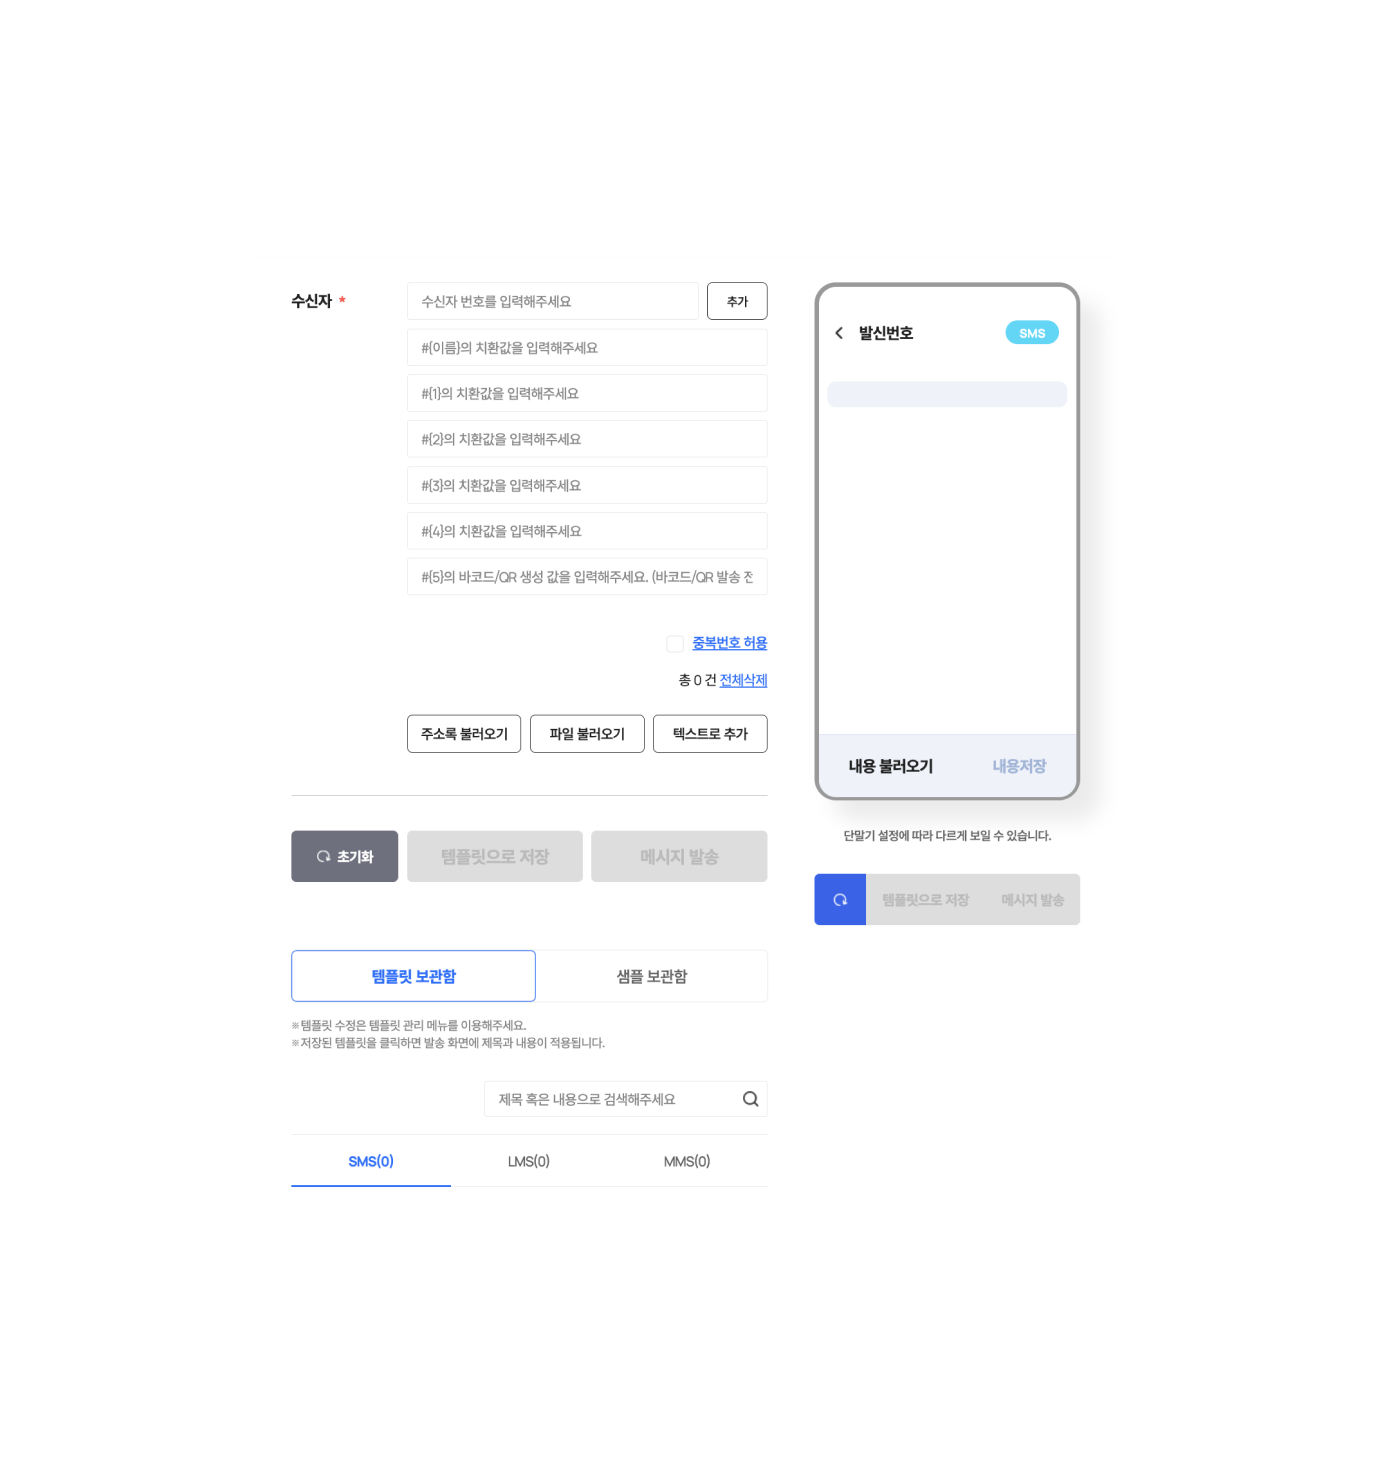 수신자 *
수신자 번호를 입력해주세요
추가
#{이름}의 치환값을 입력해주세요
#{1}의 치환값을 입력해주세요
#{2}의 치환값을 입력해주세요
#{3}의 치환값을 입력해주세요
#{4}의 치환값을 입력해주세요
#{5}의 바코드/QR 생성 값을 입력해주세요. (바코드/QR 발송 전
중복번호 허용
총 0 건 전체삭제
주소록 불러오기 파일 불러오기 텍스트로 추가
초기화 템플릿으로 저장 메시지 발송
템플릿 보관함 샘플 보관함
※템플릿 수정은 템플릿 관리 메뉴를 이용해주세요.
※저장된 템플릿을 클릭하면 발송 화면에 제목과 내용이 적용됩니다.
제목 혹은 내용으로 검색해주세요
SMS(0) LMS(0) MMS(0)
발신번호 SMS
내용 불러오기 내용저장
단말기 설정에 따라 다르게 보일 수 있습니다.
템플릿으로 저장 메시지 발송